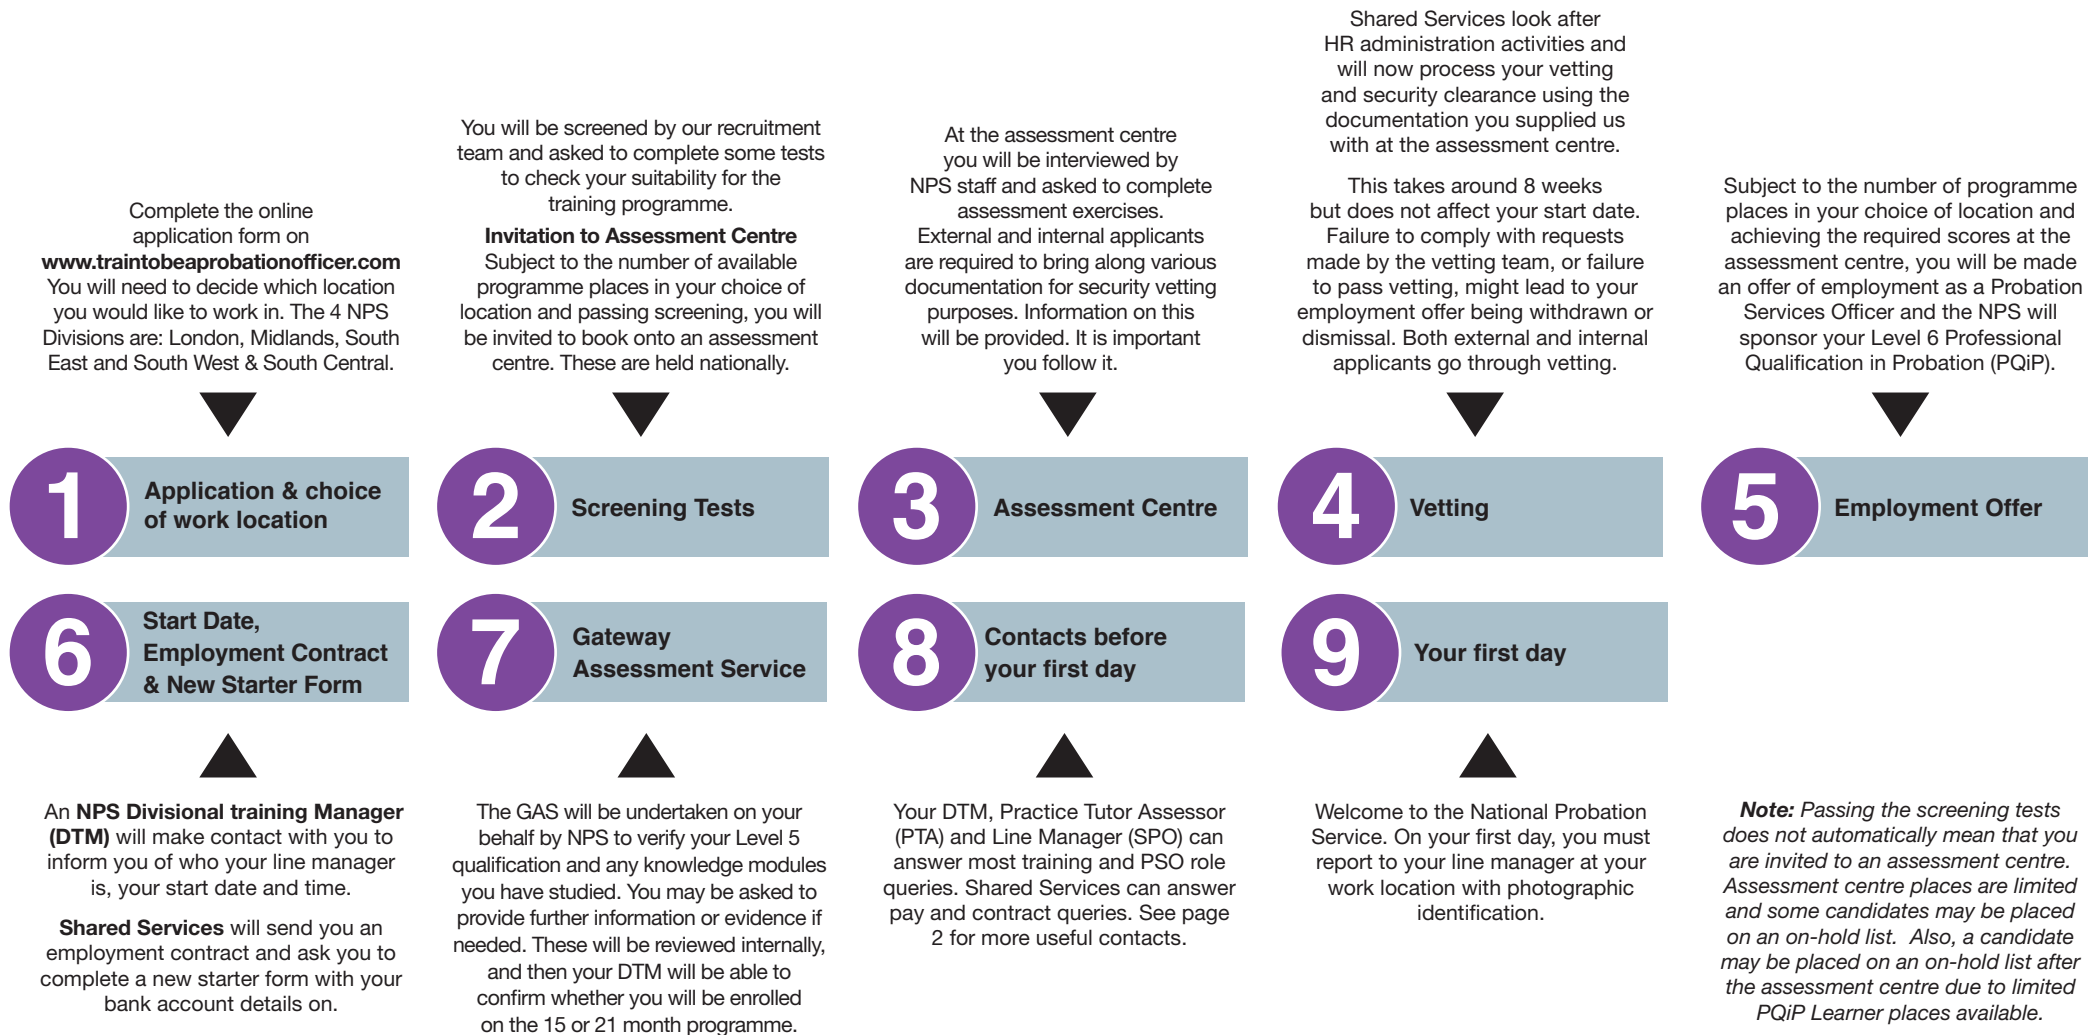 Complete the online
application form on
www.traintobeaprobationofficer.com
You will need to decide which location
you would like to work in. The 4 NPS
Divisions are: London, Midlands, South
East and South West & South Central.
1
Application & choice
of work location
You will be screened by our recruitment
team and asked to complete some tests
to check your suitability for the
training programme.
Invitation to Assessment Centre
Subject to the number of available
programme places in your choice of
location and passing screening, you will
be invited to book onto an assessment
centre. These are held nationally.
2
Screening Tests
At the assessment centre
you will be interviewed by
NPS staff and asked to complete
assessment exercises.
External and internal applicants
are required to bring along various
documentation for security vetting
purposes. Information on this
will be provided. It is important
you follow it.
3
Assessment Centre
Shared Services look after
HR administration activities and
will now process your vetting
and security clearance using the
documentation you supplied us
with at the assessment centre.
This takes around 8 weeks
but does not affect your start date.
Failure to comply with requests
made by the vetting team, or failure
to pass vetting, might lead to your
employment offer being withdrawn or
dismissal. Both external and internal
applicants go through vetting.
4
Vetting
Subject to the number of programme
places in your choice of location and
achieving the required scores at the
assessment centre, you will be made
an offer of employment as a Probation
Services Officer and the NPS will
sponsor your Level 6 Professional
Qualification in Probation (PQiP).
5
Employment Offer
6
Start Date,
Employment Contract
& New Starter Form
An NPS Divisional training Manager
(DTM) will make contact with you to
inform you of who your line manager
is, your start date and time.
Shared Services will send you an
employment contract and ask you to
complete a new starter form with your
bank account details on.
7
Gateway
Assessment Service
The GAS will be undertaken on your
behalf by NPS to verify your Level 5
qualification and any knowledge modules
you have studied. You may be asked to
provide further information or evidence if
needed. These will be reviewed internally,
and then your DTM will be able to
confirm whether you will be enrolled
on the 15 or 21 month programme.
8
Contacts before
your first day
Your DTM, Practice Tutor Assessor
(PTA) and Line Manager (SPO) can
answer most training and PSO role
queries. Shared Services can answer
pay and contract queries. See page
2 for more useful contacts.
9
Your first day
Welcome to the National Probation
Service. On your first day, you must
report to your line manager at your
work location with photographic
identification.
Note: Passing the screening tests
does not automatically mean that you
are invited to an assessment centre.
Assessment centre places are limited
and some candidates may be placed
on an on-hold list. Also, a candidate
may be placed on an on-hold list after
the assessment centre due to limited
PQiP Learner places available.